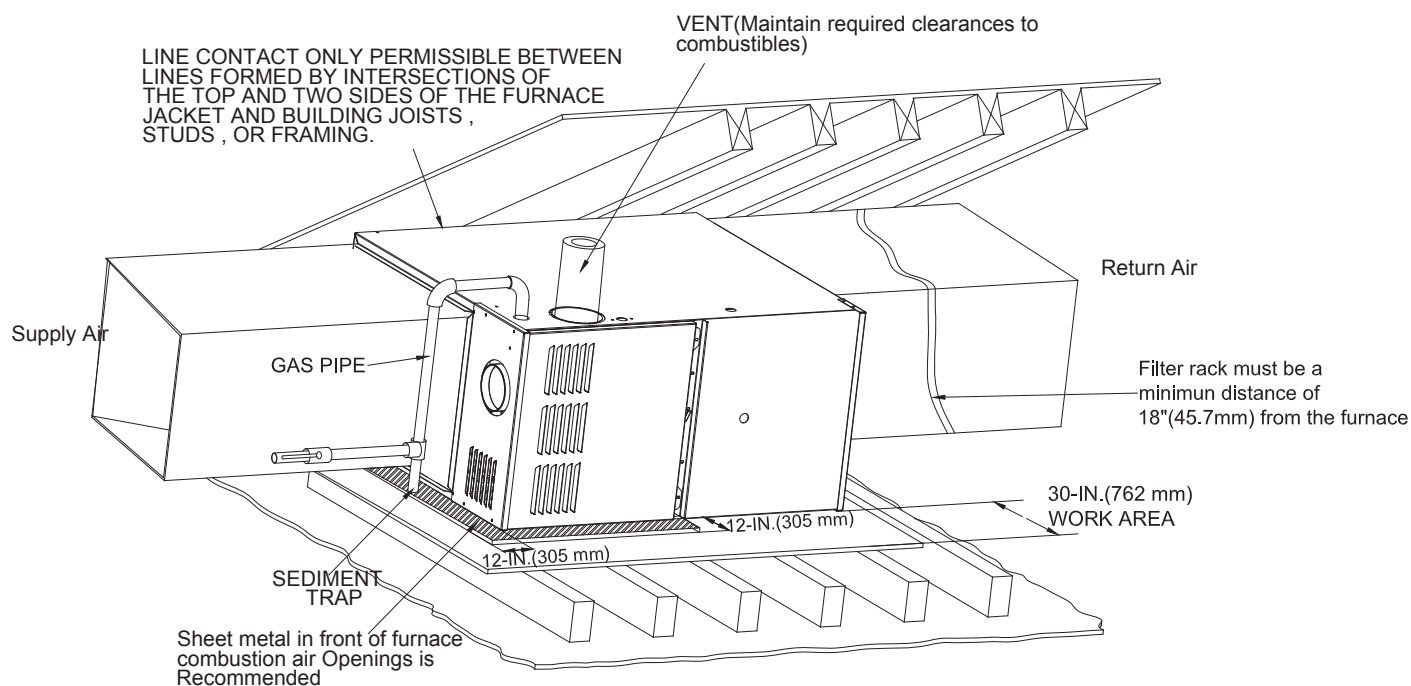 VENT(Maintain required clearances to
combustibles)
LINE CONTACT ONLY PERMISSIBLE BETWEEN
LINES FORMED BY INTERSECTIONS OF
THE TOP AND TWO SIDES OF THE FURNACE
JACKET AND BUILDING JOISTS ,
STUDS , OR FRAMING.
Return Air
Supply Air
GAS PIPE
Filter rack must be a
minimun distance of
18"(45.7mm) from the furnace
30-IN.(762 mm)
WORK AREA
12-IN.(305 mm)
12-IN.(305 mm)
SEDIMENT
TRAP
Sheet metal in front of furnace
combustion air Openings is
Recommended